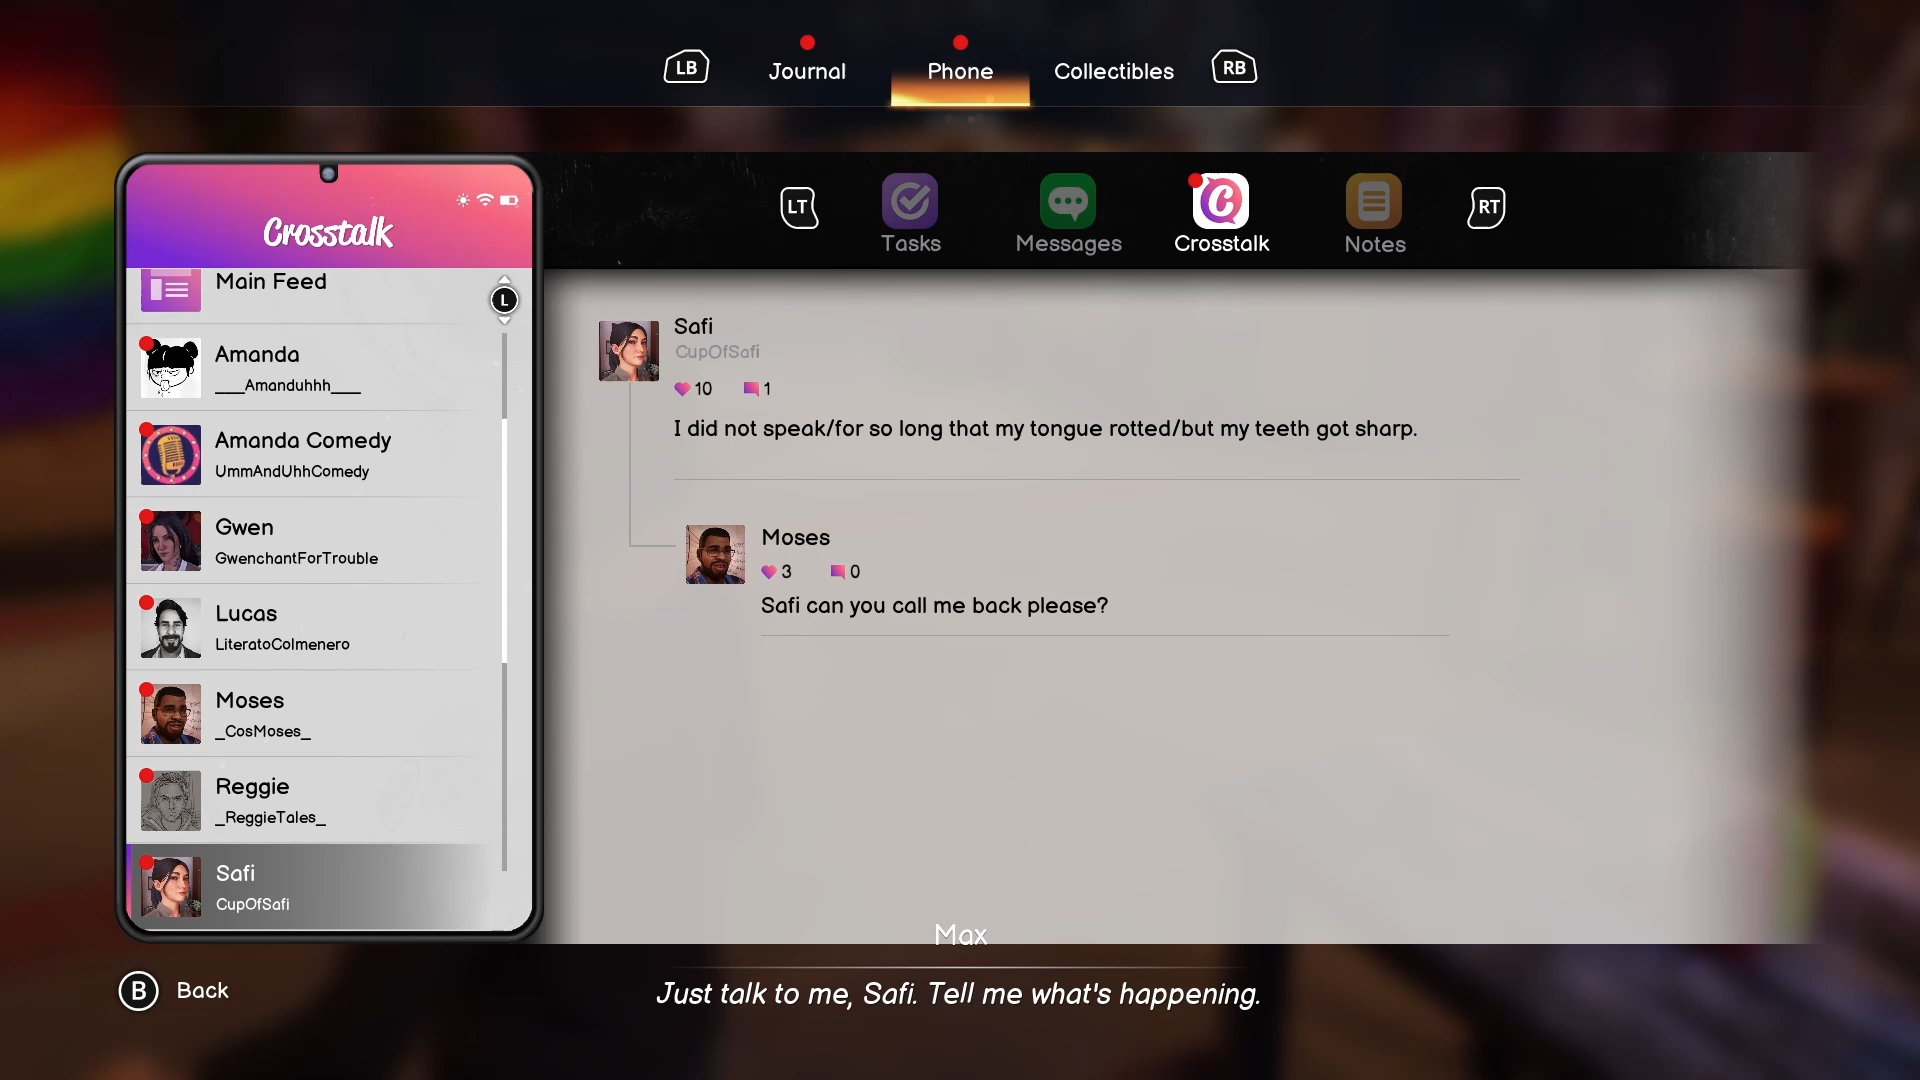 LB
Journal
Phone
Collectibles
RB
Crosstalk
LT
Tasks
Messages
Crosstalk
Notes
RT
Main Feed
L
Amanda
___Amanduhhh___
Amanda Comedy
UmmAndUhhComedy
Gwen
GwenchantForTrouble
Lucas
LiteratoColmenero
Moses
_CosMoses_
Reggie
_ReggieTales_
Safi
CupOfSafi
Safi
CupOfSafi
10 1
I did not speak/for so long that my tongue rotted/but my teeth got sharp.
Moses
3 0
Safi can you call me back please?
Max
Just talk to me, Safi. Tell me what's happening.
B Back